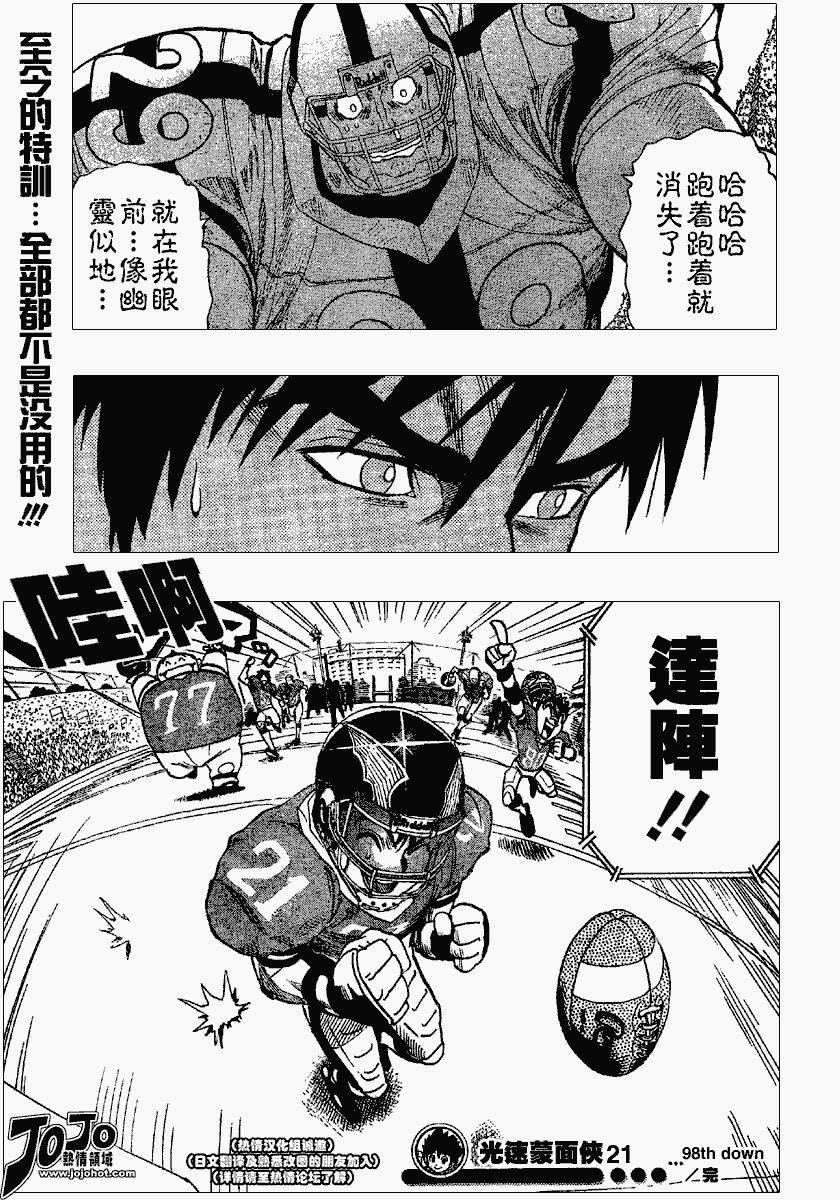 哈哈哈
跑着跑着就
消失了…
就在我眼
前…像幽
靈似地…
至今的特訓…全部都不是没用的!!!
哇啊
達陣!!
77
21
JOJO
熱情領域
www.jojohot.com
(热情汉化组诚邀)
(日文翻译及熟悉改图的朋友加入)
(详情请至热情论坛了解)
光速蒙面俠21
…98th down
／完